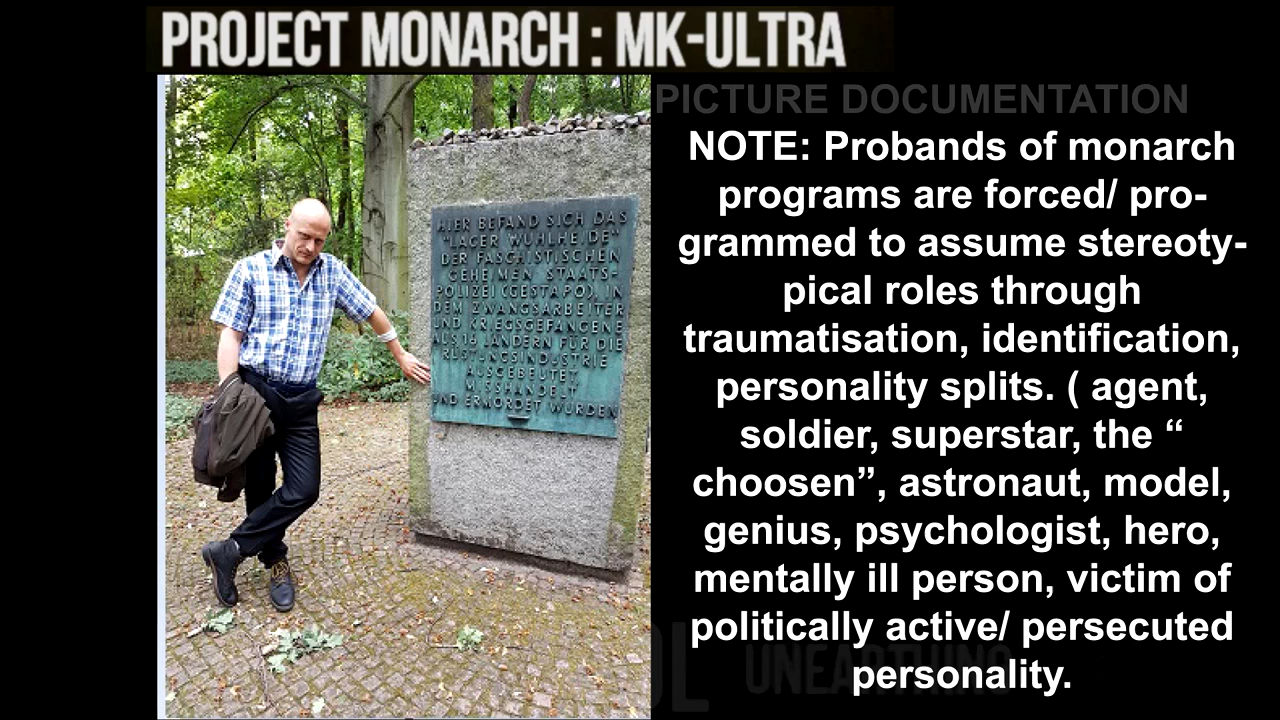 PROJECT MONARCH : MK-ULTRA
HIER BEFAND SICH DAS
"LAGER WUHLHEIDE"
DER FASCHISTISCHEN
GEHEIMEN STAATS-
POLIZEI (GESTAPO), IN
DEM ZWANGSARBEITER
UND KRIEGSGEFANGENE
AUS 16 LÄNDERN FÜR DIE
RÜSTUNGSINDUSTRIE
AUSGEBEUTET
MISSHANDELT
UND ERMORDET WURDEN
PICTURE DOCUMENTATION
NOTE: Probands of monarch
programs are forced/ pro-
grammed to assume stereoty-
pical roles through
traumatisation, identification,
personality splits. ( agent,
soldier, superstar, the “
choosen”, astronaut, model,
genius, psychologist, hero,
mentally ill person, victim of
politically active/ persecuted
personality.
UNEARTHING